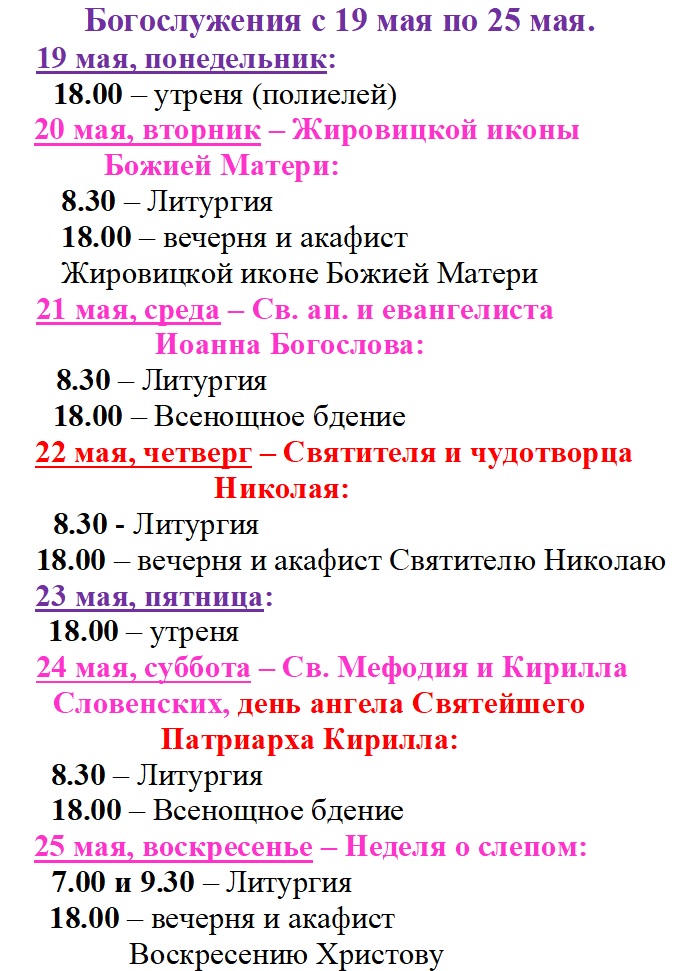 Богослужения с 19 мая по 25 мая.
19 мая, понедельник:
18.00 – утреня (полиелей)
20 мая, вторник – Жировицкой иконы
Божией Матери:
8.30 – Литургия
18.00 – вечерня и акафист
Жировицкой иконе Божией Матери
21 мая, среда – Св. ап. и евангелиста
Иоанна Богослова:
8.30 – Литургия
18.00 – Всенощное бдение
22 мая, четверг – Святителя и чудотворца
Николая:
8.30 - Литургия
18.00 – вечерня и акафист Святителю Николаю
23 мая, пятница:
18.00 – утреня
24 мая, суббота – Св. Мефодия и Кирилла
Словенских, день ангела Святейшего
Патриарха Кирилла:
8.30 – Литургия
18.00 – Всенощное бдение
25 мая, воскресенье – Неделя о слепом:
7.00 и 9.30 – Литургия
18.00 – вечерня и акафист
Воскресению Христову